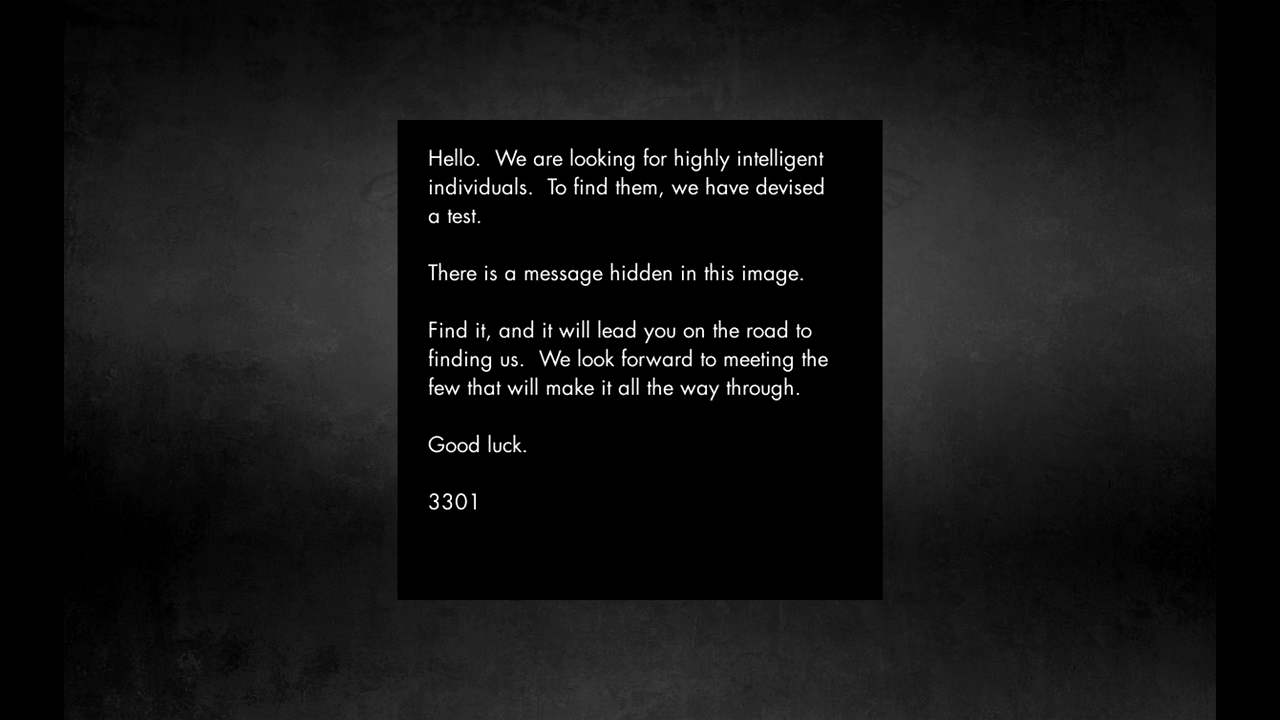 Hello.  We are looking for highly intelligent
individuals.  To find them, we have devised
a test.
There is a message hidden in this image.
Find it, and it will lead you on the road to
finding us.  We look forward to meeting the
few that will make it all the way through.
Good luck.
3301